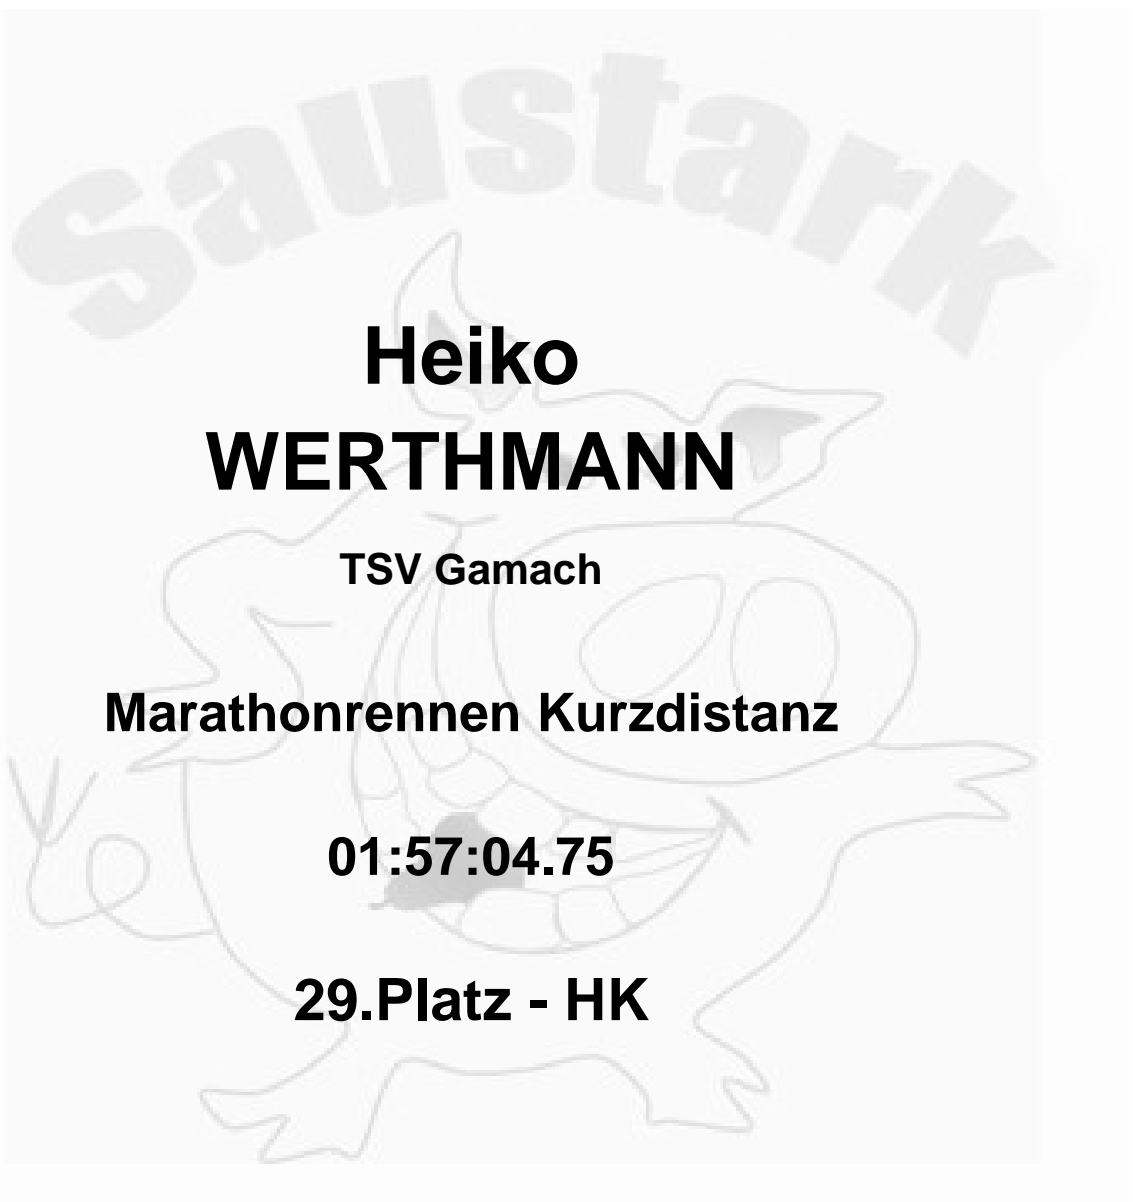 Saustark
Heiko
WERTHMANN
TSV Gamach
Marathonrennen Kurzdistanz
01:57:04.75
29.Platz - HK